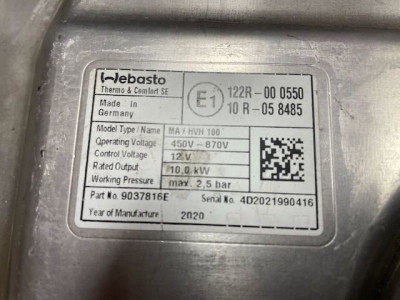 Webasto
Thermo & Comfort SE
Made in
Germany
E1
122R-00 0550
10 R-05 8485
Model Type / Name MA / HVH 100
Operating Voltage 450V-870V
Control Voltage 12V
Rated Output 10,0 kW
Working Pressure max. 2,5 bar
Part No. 9037816E Serial No. 4D2021990416
Year of Manufacture 2020